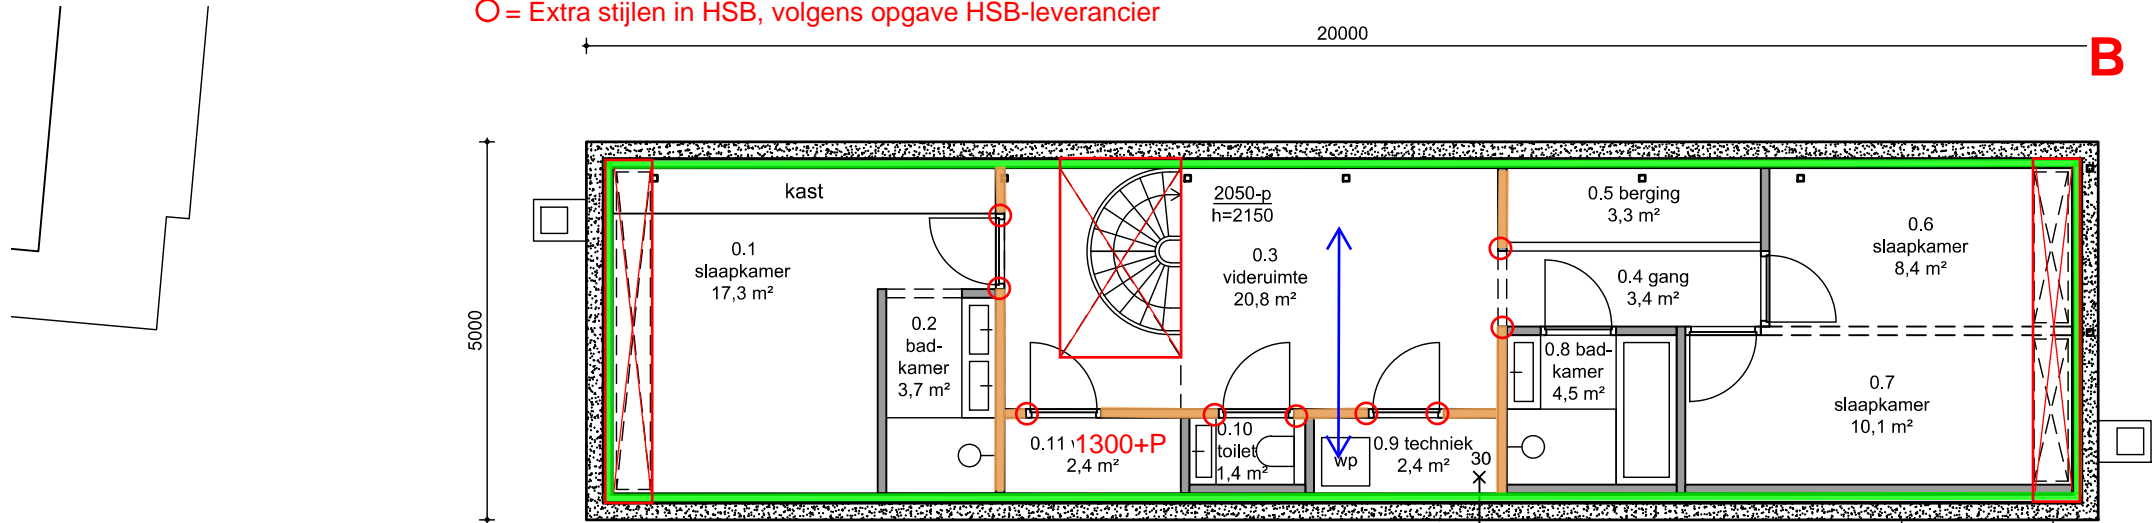 = Extra stijlen in HSB, volgens opgave HSB-leverancier
20000
B
5000
kast
2050-p
h=2150
0.5 berging
3,3 m²
0.1
slaapkamer
17,3 m²
0.3
videruimte
20,8 m²
0.4 gang
3,4 m²
0.6
slaapkamer
8,4 m²
0.2
bad-
kamer
3,7 m²
0.8 bad-
kamer
4,5 m²
0.7
slaapkamer
10,1 m²
0.11
1300+P
2,4 m²
0.10
toilet
1,4 m²
wp
0.9 techniek
2,4 m²
30